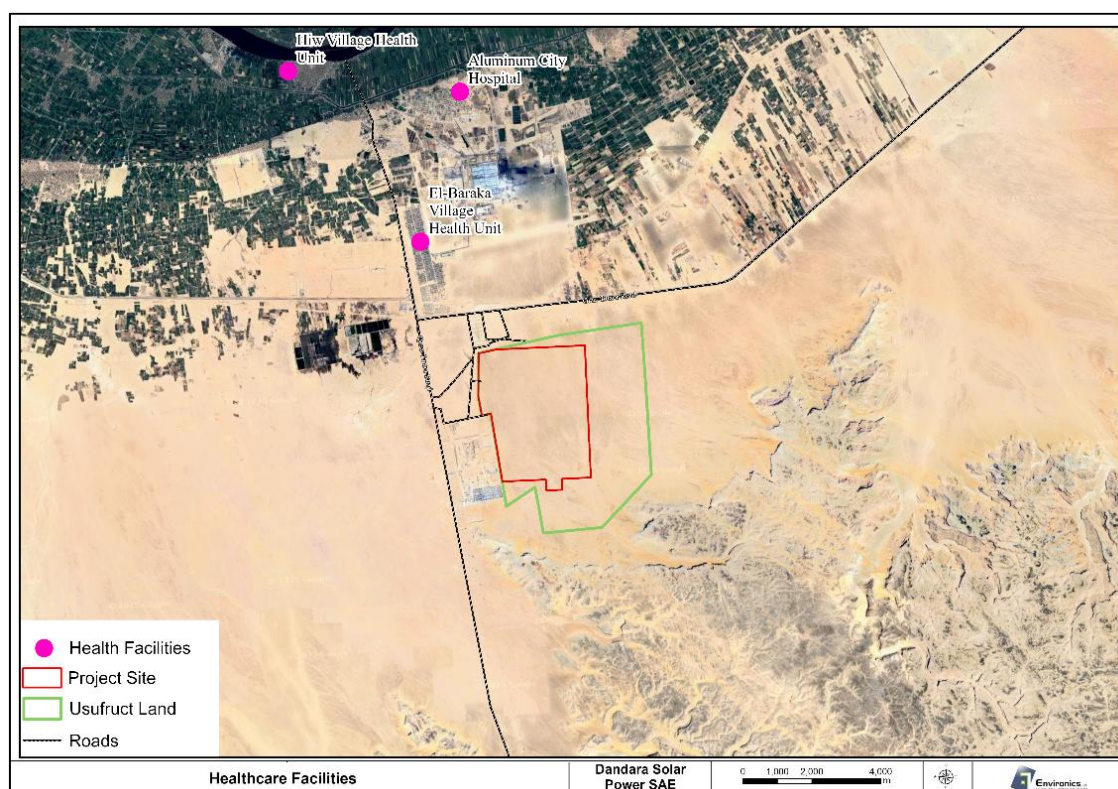 Hiw Village Health
Unit
Aluminum City
Hospital
El-Baraka
Village
Health Unit
Health Facilities
Project Site
Usufruct Land
Roads
Healthcare Facilities
Dandara Solar
Power SAE
0 1,000 2,000 4,000
m
Environics